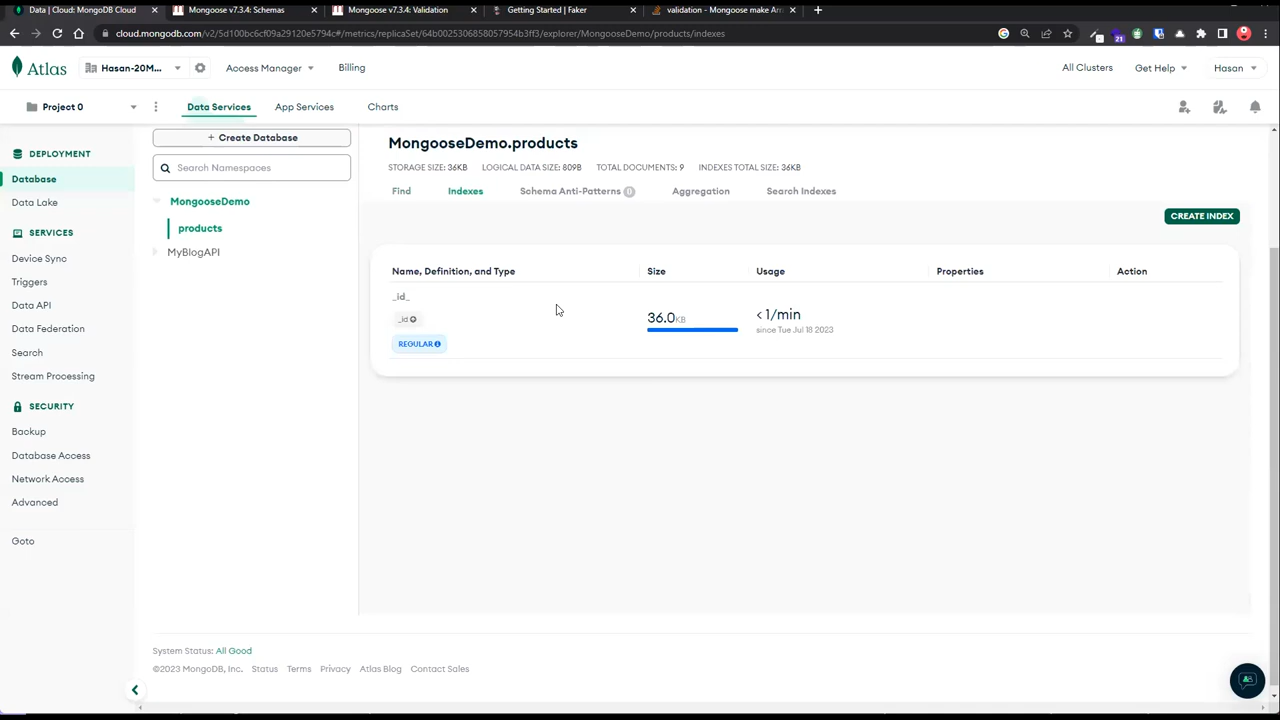 Data | Cloud: MongoDB Cloud
Mongoose v7.3.4: Schemas
Mongoose v7.3.4: Validation
Getting Started | Faker
validation - Mongoose make Arr
cloud.mongodb.com/v2/5d100bc6cf09a29120e5794c#/metrics/replicaSet/64b0025306858057954b3ff3/explorer/MongooseDemo/products/indexes
21
Atlas
Hasan-20M...
Access Manager
Billing
All Clusters
Get Help
Hasan
Project 0
Data Services
App Services
Charts
DEPLOYMENT
Database
Data Lake
SERVICES
Device Sync
Triggers
Data API
Data Federation
Search
Stream Processing
SECURITY
Backup
Database Access
Network Access
Advanced
Goto
+ Create Database
Search Namespaces
MongooseDemo
products
MyBlogAPI
MongooseDemo.products
STORAGE SIZE: 36KB LOGICAL DATA SIZE: 809B TOTAL DOCUMENTS: 9 INDEXES TOTAL SIZE: 36KB
Find Indexes Schema Anti-Patterns 0 Aggregation Search Indexes
CREATE INDEX
Name, Definition, and Type Size Usage Properties Action
_id_
_id
REGULAR
36.0KB
< 1/min
since Tue Jul 18 2023
System Status: All Good
©2023 MongoDB, Inc. Status Terms Privacy Atlas Blog Contact Sales